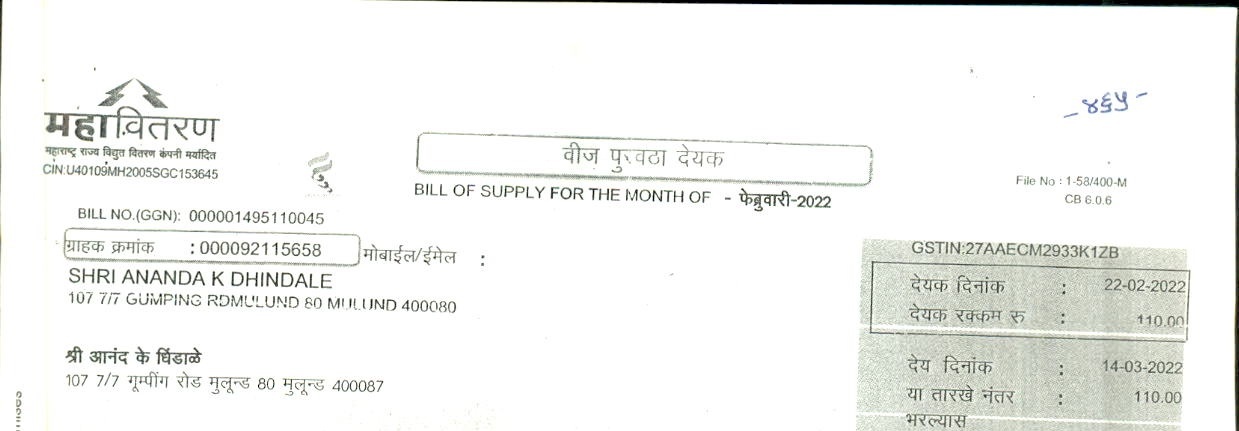 -४६५-
महावितरण
महाराष्ट्र राज्य विद्युत वितरण कंपनी मर्यादित
CIN:U40109MH2005SGC153645
वीज पुरवठा देयक
BILL OF SUPPLY FOR THE MONTH OF - फेब्रुवारी-2022
File No : 1-58/400-M
CB 6.0.6
BILL NO.(GGN): 000001495110045
ग्राहक क्रमांक :000092115658 मोबाईल/ईमेल :
SHRI ANANDA K DHINDALE
107 7/7 GUMPING RDMULUND 80 MULUND 400080
श्री आनंद के धिंडाळे
107 7/7 गूम्पींग रोड मुलून्ड 80 मुलून्ड 400087
GSTIN:27AAECM2933K1ZB
देयक दिनांक : 22-02-2022
देयक रक्कम रु : 110.00
देय दिनांक : 14-03-2022
या तारखे नंतर : 110.00
भरल्यास